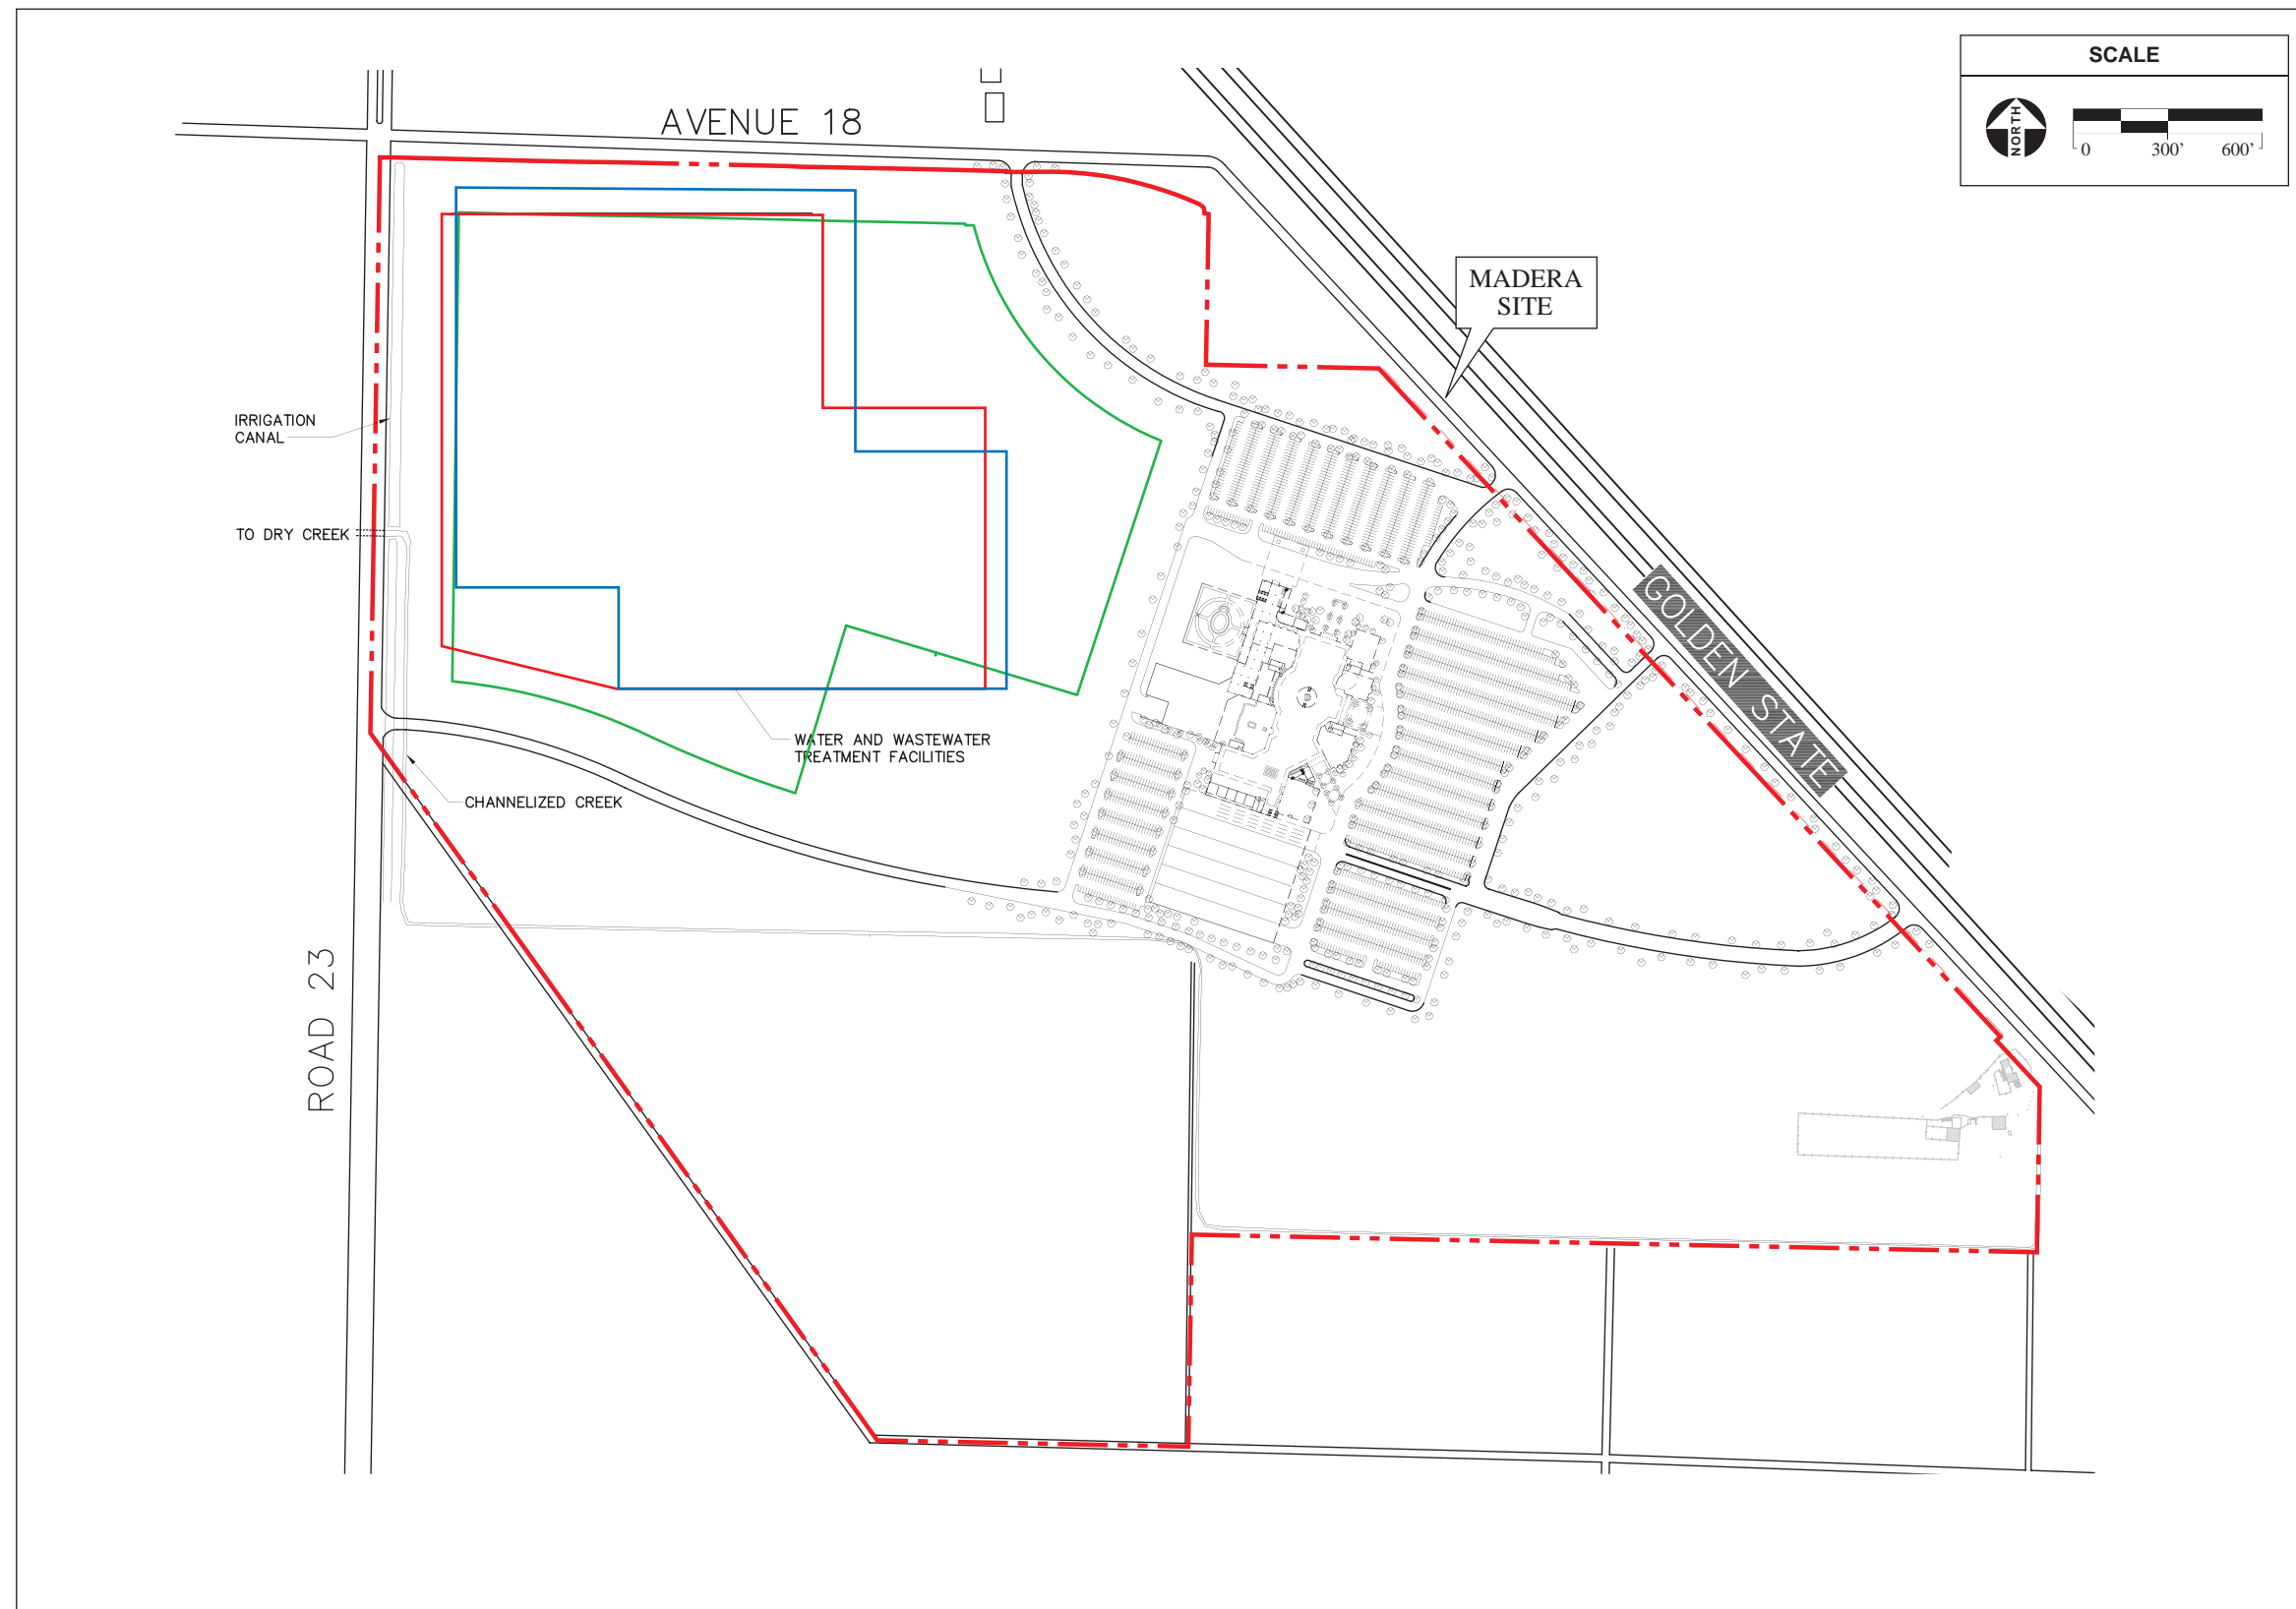 SCALE
NORTH
0 300' 600'
AVENUE 18
MADERA
SITE
IRRIGATION
CANAL
TO DRY CREEK
GOLDEN STATE
WATER AND WASTEWATER
TREATMENT FACILITIES
CHANNELIZED CREEK
ROAD 23